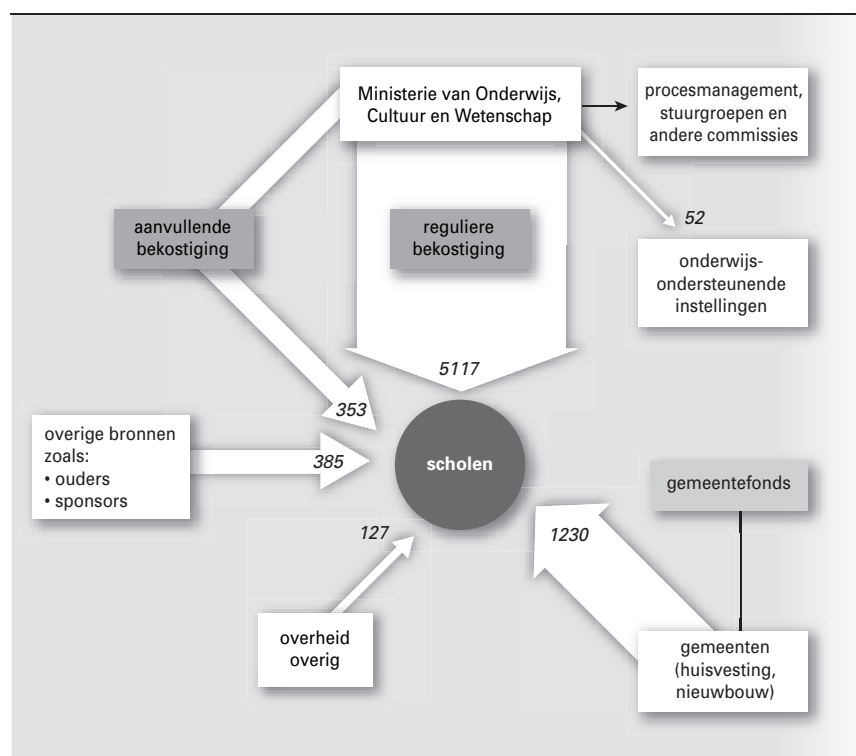 Ministerie van Onderwijs,
Cultuur en Wetenschap
procesmanagement,
stuurgroepen en
andere commissies
aanvullende
bekostiging
reguliere
bekostiging
52
onderwijs-
ondersteunende
instellingen
5117
353
overige bronnen
zoals:
• ouders
• sponsors
385
scholen
gemeentefonds
127
1230
overheid
overig
gemeenten
(huisvesting,
nieuwbouw)